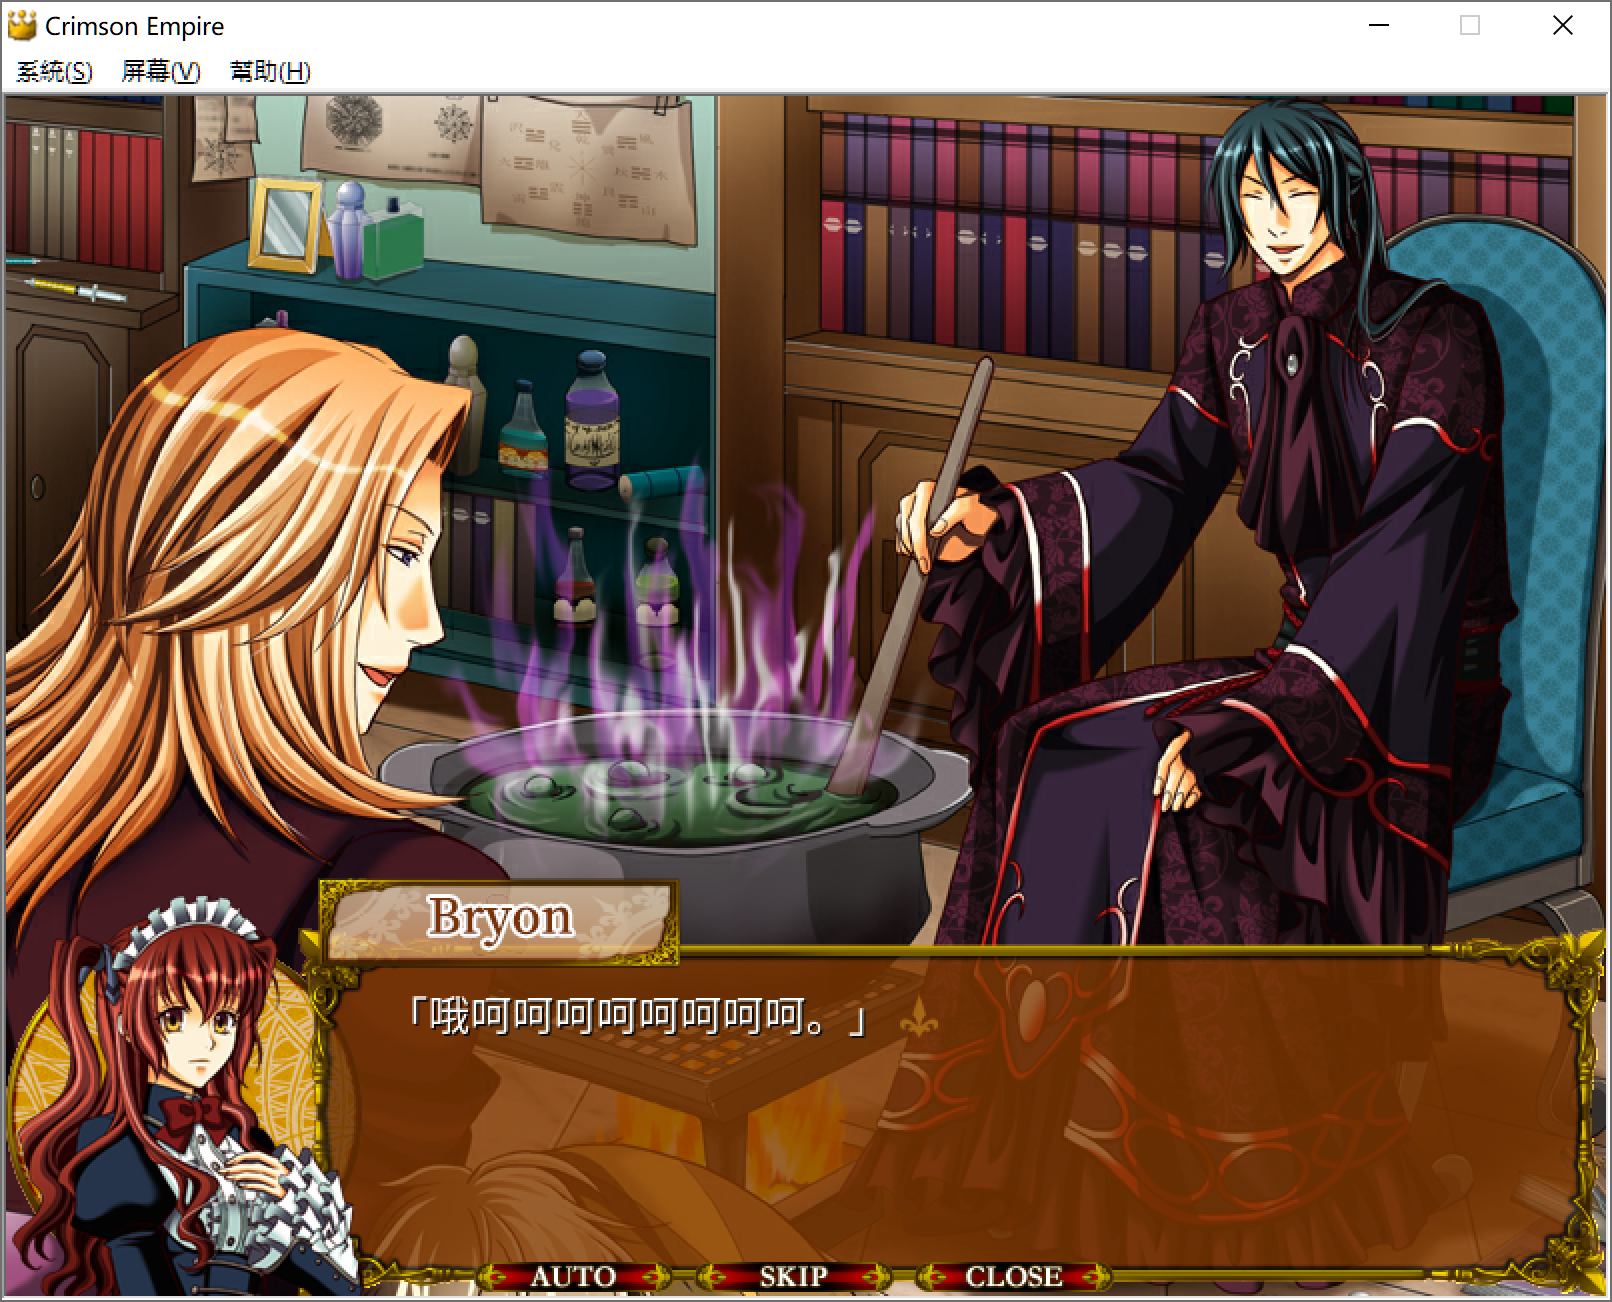 Crimson Empire
系統(S) 屏幕(V) 幫助(H)
Bryon
「哦呵呵呵呵呵呵呵呵。」
AUTO SKIP CLOSE